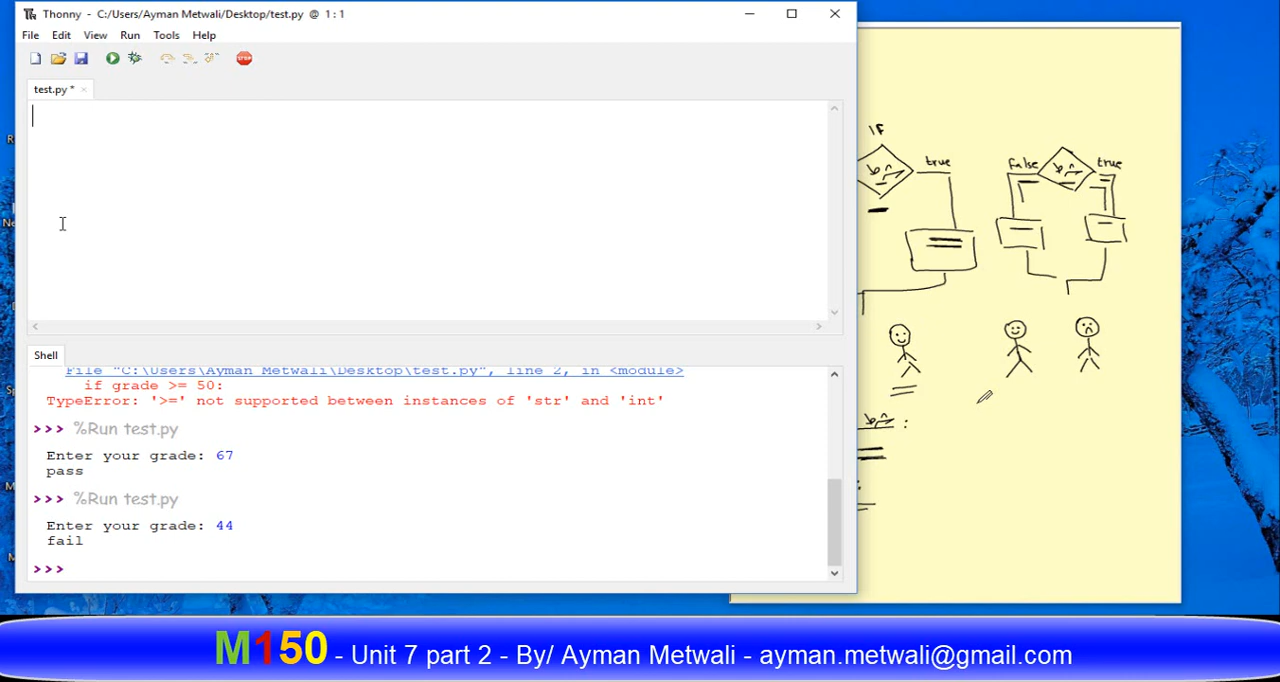 Thonny - C:/Users/Ayman Metwali/Desktop/test.py @ 1 : 1
File Edit View Run Tools Help
STOP
test.py * ×
Shell
File "C:\Users\Ayman Metwali\Desktop\test.py", line 2, in <module>
if grade >= 50:
TypeError: '>=' not supported between instances of 'str' and 'int'
>>> %Run test.py
Enter your grade: 67
pass
>>> %Run test.py
Enter your grade: 44
fail
>>>
IF
true
false
true
M150 - Unit 7 part 2 - By/ Ayman Metwali - ayman.metwali@gmail.com